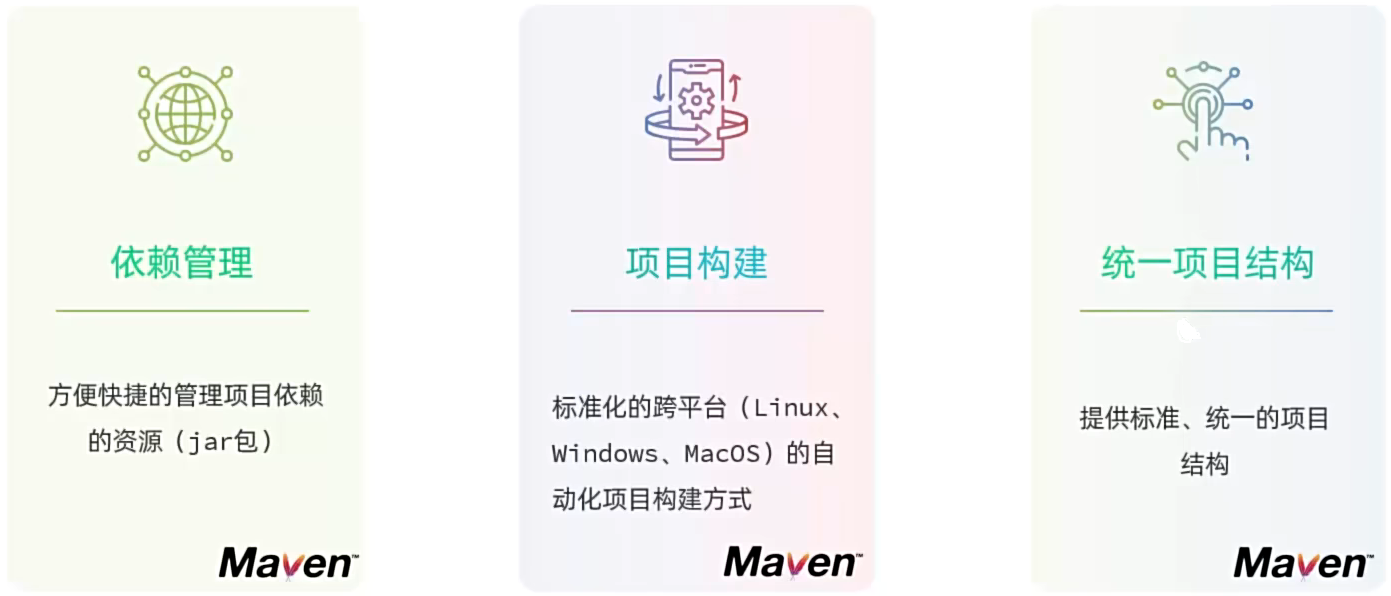 依赖管理
方便快捷的管理项目依赖
的资源（jar包）
Maven™
项目构建
标准化的跨平台（Linux、
Windows、MacOS）的自
动化项目构建方式
Maven™
统一项目结构
提供标准、统一的项目
结构
Maven™